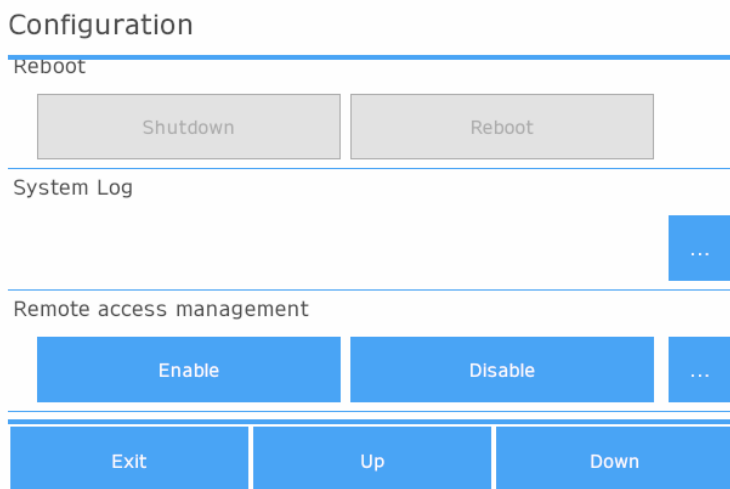 Configuration
Reboot
Shutdown Reboot
System Log
...
Remote access management
Enable Disable ...
Exit Up Down